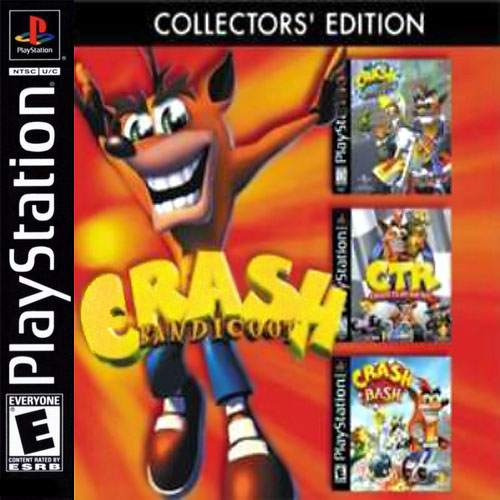 PlayStation
NTSC U/C
PlayStation
EVERYONE
E
CONTENT RATED BY
ESRB
COLLECTORS' EDITION
CRASH
BANDICOOT
CRASH
PlayStation
CTR
PlayStation
CRASH
BASH
PlayStation